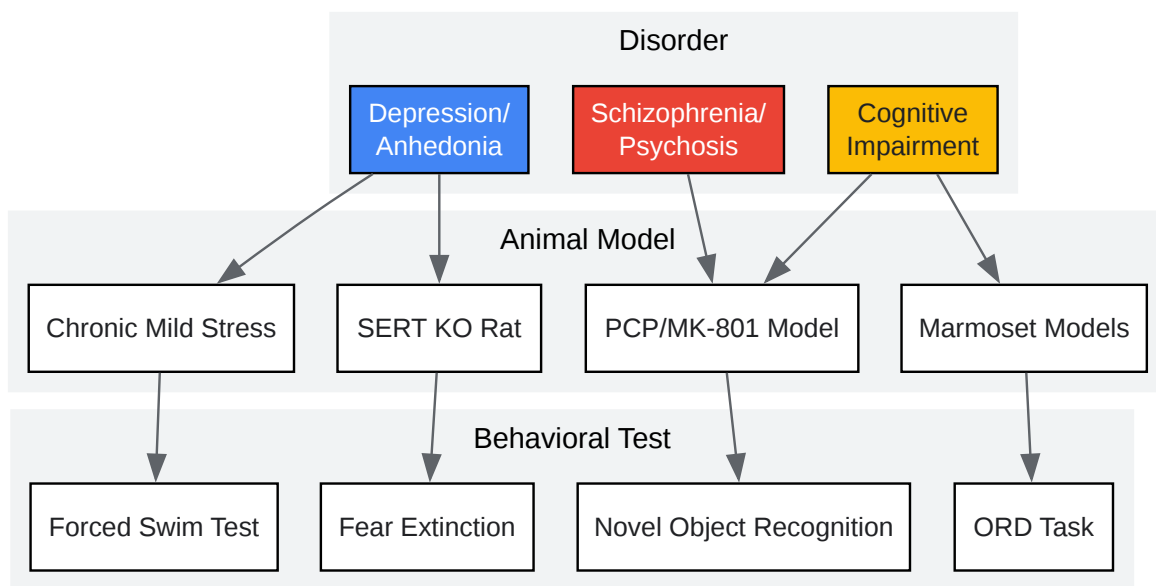 Disorder
Depression/
Anhedonia
Schizophrenia/
Psychosis
Cognitive
Impairment
Animal Model
Chronic Mild Stress
SERT KO Rat
PCP/MK-801 Model
Marmoset Models
Behavioral Test
Forced Swim Test
Fear Extinction
Novel Object Recognition
ORD Task